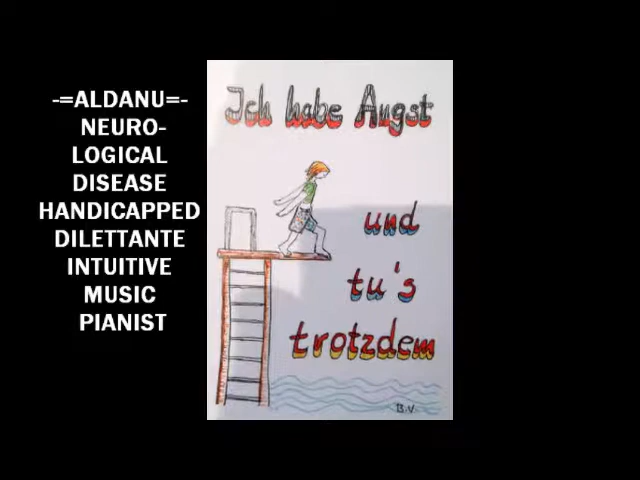 -=ALDANU=-
NEURO-
LOGICAL
DISEASE
HANDICAPPED
DILETTANTE
INTUITIVE
MUSIC
PIANIST
Ich habe Angst
und
tu's
trotzdem
B.V.